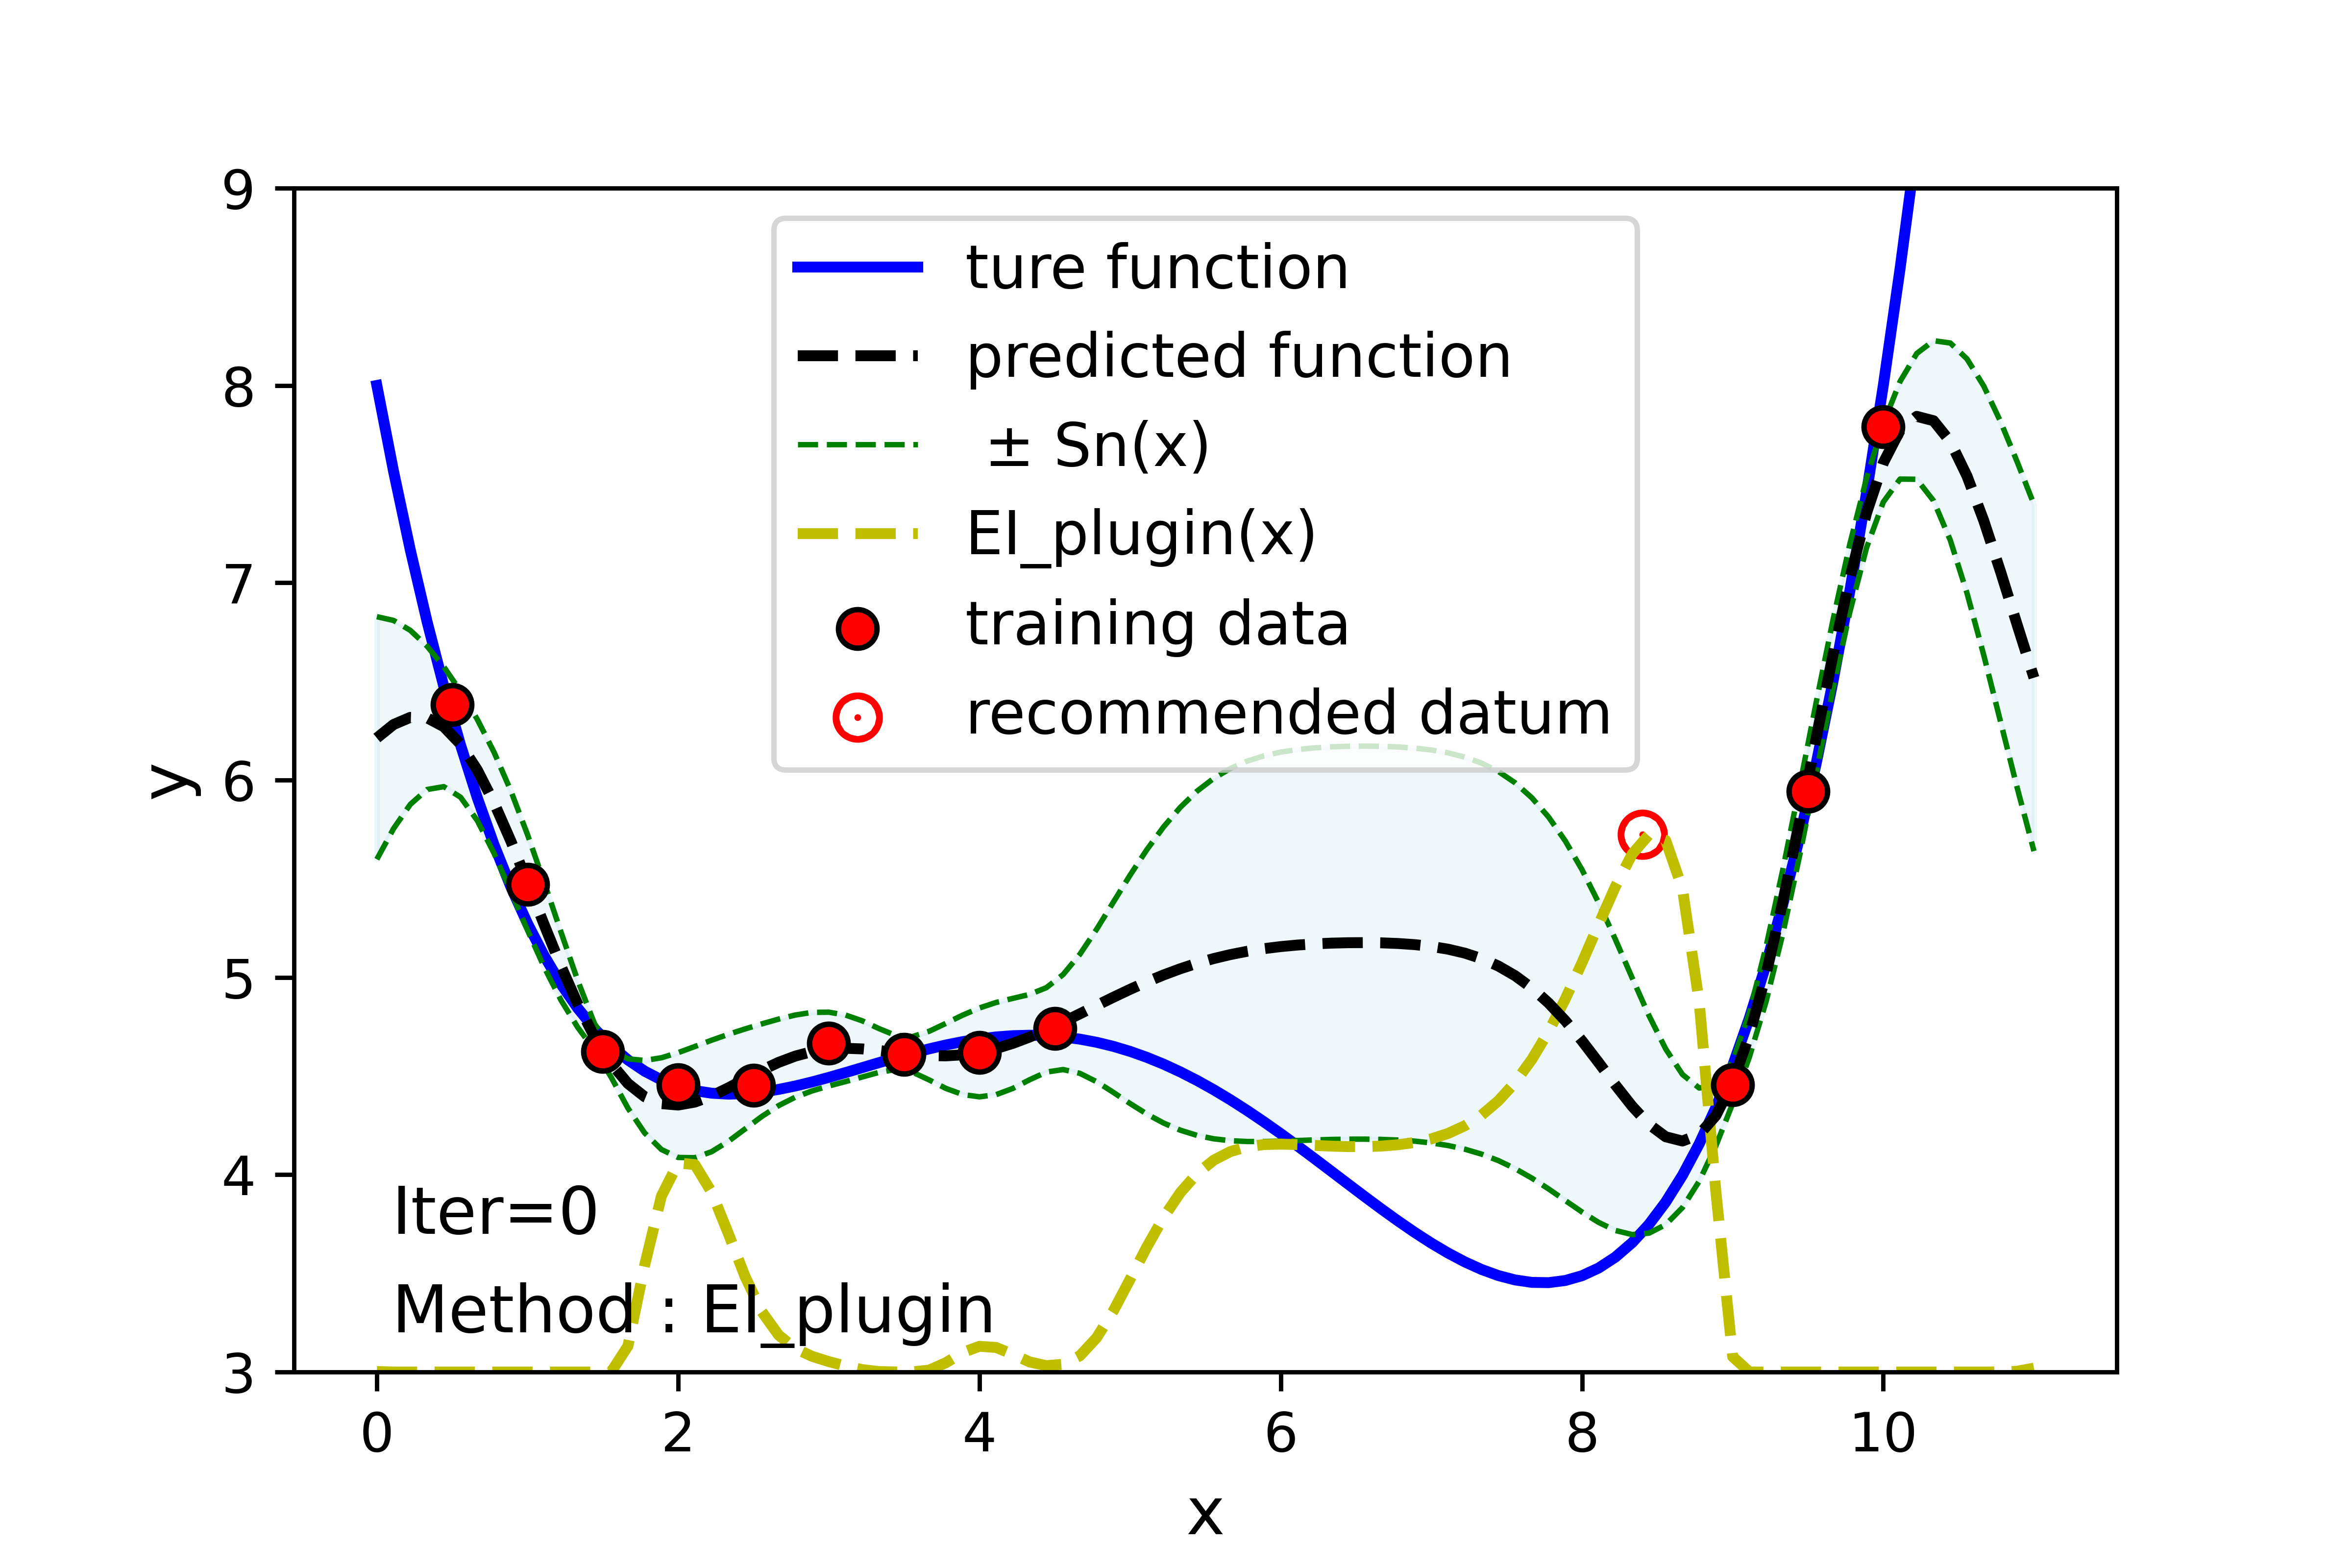 9
8
7
6
5
4
3
y
ture function
predicted function
± Sn(x)
EI_plugin(x)
training data
recommended datum
Iter=0
Method : EI_plugin
0 2 4 6 8 10
x